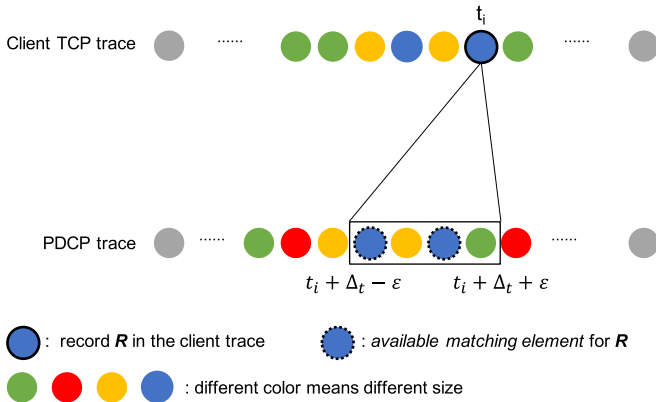 t_i
Client TCP trace ...... ......
PDCP trace ...... ......
t_i + Δ_t − ε t_i + Δ_t + ε
: record R in the client trace : available matching element for R
: different color means different size